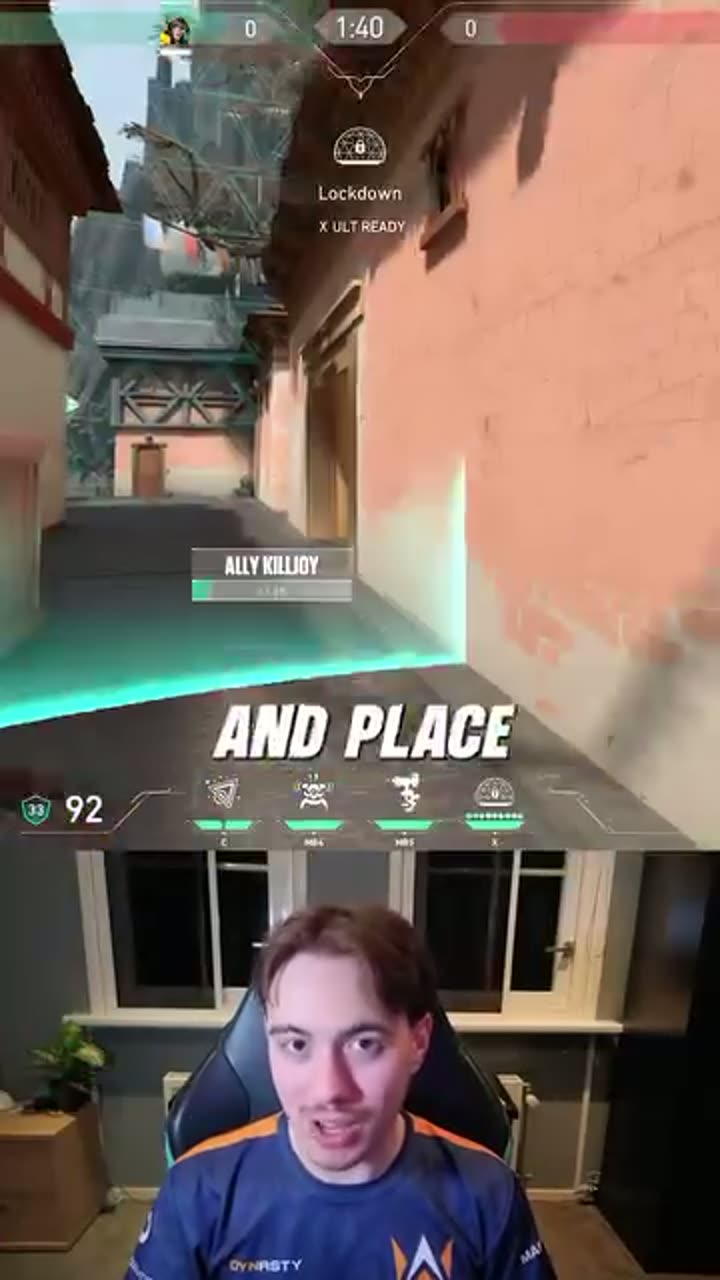 0
1:40
0
Lockdown
X ULT READY
ALLY KILLJOY
AND PLACE
33
92
C
X
DYNASTY